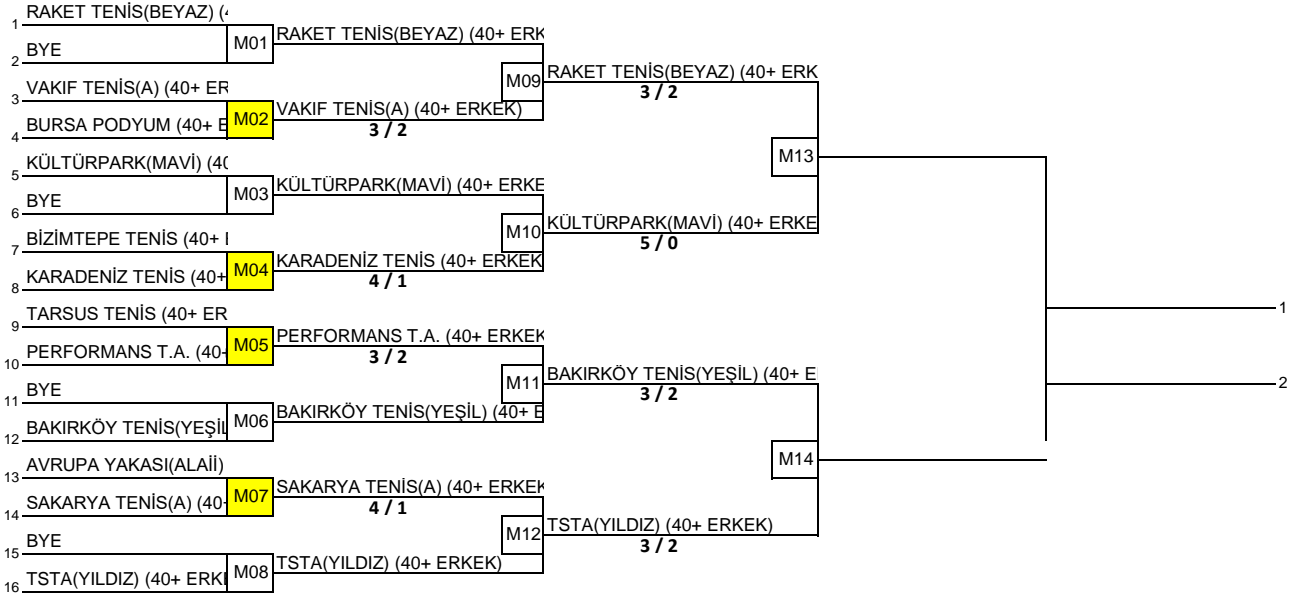 1 RAKET TENİS(BEYAZ) (4
2 BYE
M01
RAKET TENİS(BEYAZ) (40+ ERK
3 VAKIF TENİS(A) (40+ ER
4 BURSA PODYUM (40+ E
M02
VAKIF TENİS(A) (40+ ERKEK)
3 / 2
M09
RAKET TENİS(BEYAZ) (40+ ERK
3 / 2
5 KÜLTÜRPARK(MAVİ) (40
6 BYE
M03
KÜLTÜRPARK(MAVİ) (40+ ERKE
7 BİZİMTEPE TENİS (40+ E
8 KARADENİZ TENİS (40+
M04
KARADENİZ TENİS (40+ ERKEK
4 / 1
M10
KÜLTÜRPARK(MAVİ) (40+ ERKE
5 / 0
M13
9 TARSUS TENİS (40+ ER
10 PERFORMANS T.A. (40+
M05
PERFORMANS T.A. (40+ ERKEK
3 / 2
11 BYE
12 BAKIRKÖY TENİS(YEŞİL
M06
BAKIRKÖY TENİS(YEŞİL) (40+ E
M11
BAKIRKÖY TENİS(YEŞİL) (40+ E
3 / 2
13 AVRUPA YAKASI(ALAİİ)
14 SAKARYA TENİS(A) (40
M07
SAKARYA TENİS(A) (40+ ERKEK
4 / 1
15 BYE
16 TSTA(YILDIZ) (40+ ERKE
M08
TSTA(YILDIZ) (40+ ERKEK)
M12
TSTA(YILDIZ) (40+ ERKEK)
3 / 2
M14
1
2